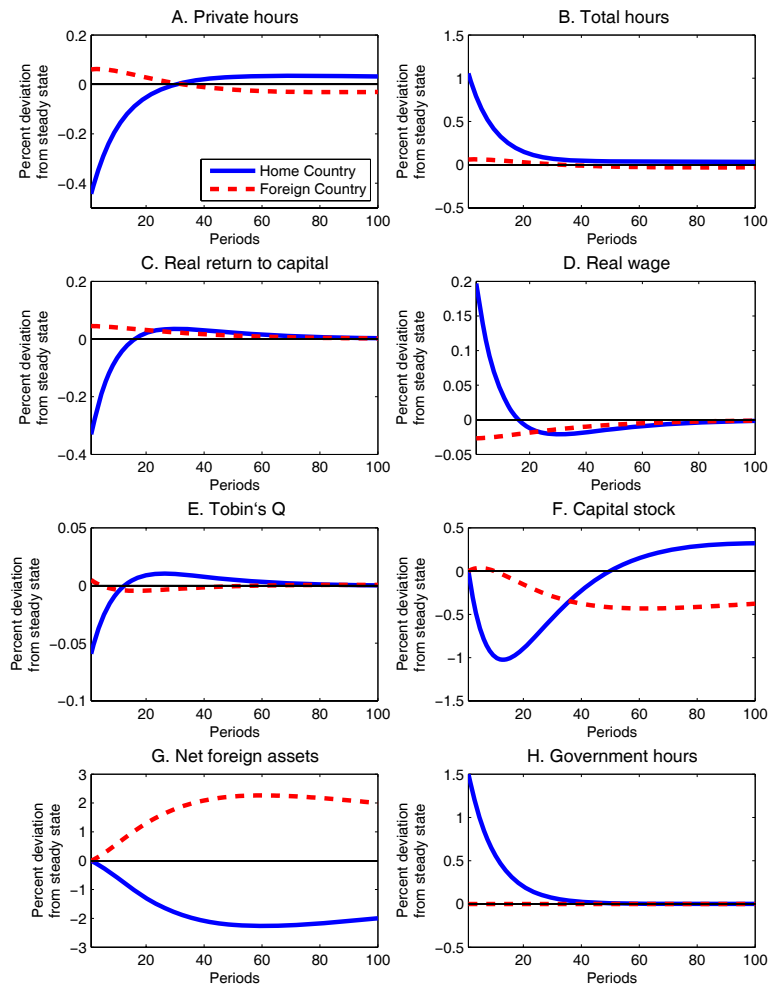 A. Private hours
Percent deviation
from steady state
0.2
0
-0.2
-0.4
20 40 60 80 100
Periods
Home Country
Foreign Country
B. Total hours
Percent deviation
from steady state
1.5
1
0.5
0
-0.5
20 40 60 80 100
Periods
C. Real return to capital
Percent deviation
from steady state
0.2
0
-0.2
-0.4
20 40 60 80 100
Periods
D. Real wage
Percent deviation
from steady state
0.2
0.15
0.1
0.05
0
0.05
20 40 60 80 100
Periods
E. Tobin‘s Q
Percent deviation
from steady state
0.05
0
-0.05
-0.1
20 40 60 80 100
Periods
F. Capital stock
Percent deviation
from steady state
0.5
0
-0.5
-1
-1.5
20 40 60 80 100
Periods
G. Net foreign assets
Percent deviation
from steady state
3
2
1
0
-1
-2
-3
20 40 60 80 100
Periods
H. Government hours
Percent deviation
from steady state
1.5
1
0.5
0
-0.5
20 40 60 80 100
Periods